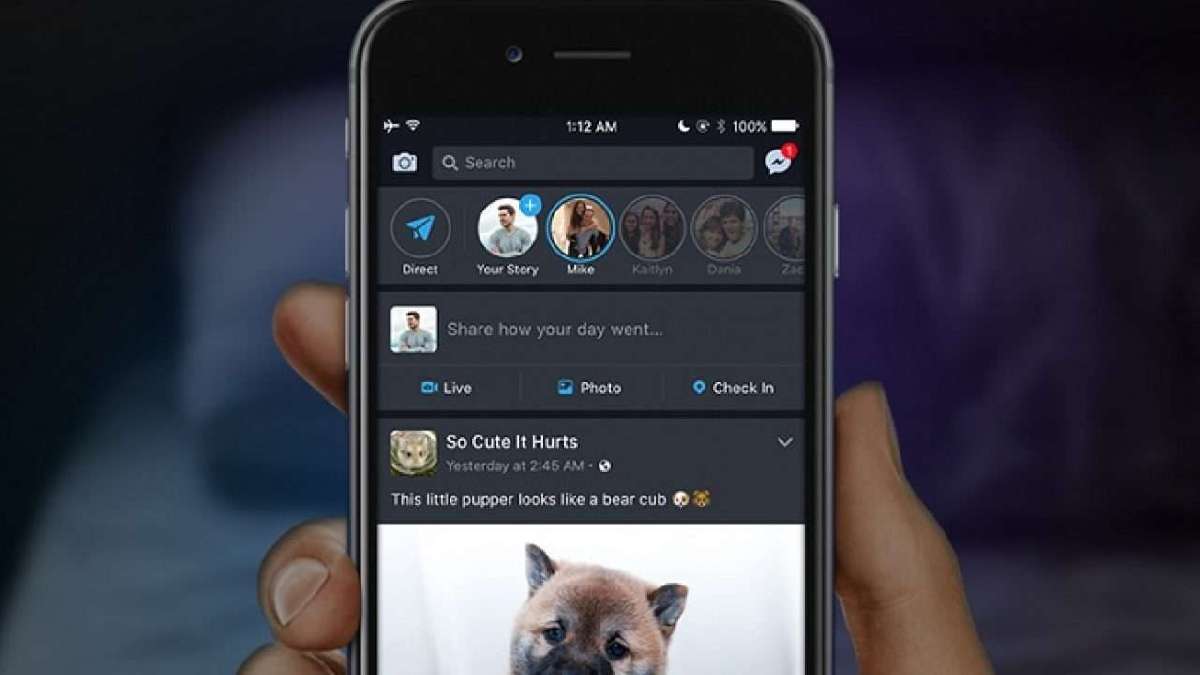 1:12 AM 100%
Search 1
Direct Your Story Mike Kaitlyn Dania Zac
Share how your day went...
Live Photo Check In
So Cute It Hurts
Yesterday at 2:45 AM ·
This little pupper looks like a bear cub 🐶🐻